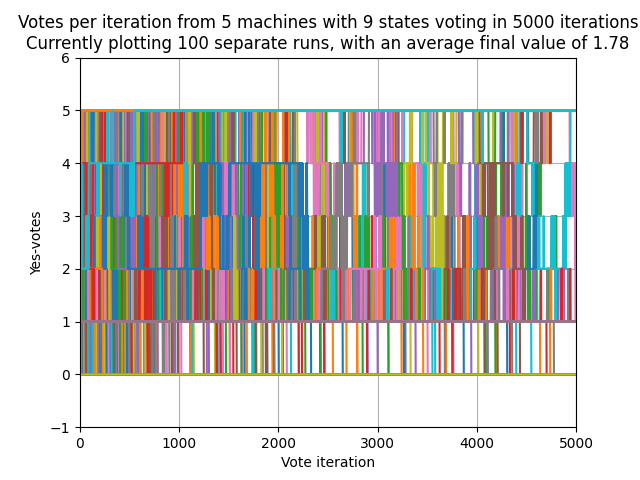 Votes per iteration from 5 machines with 9 states voting in 5000 iterations
Currently plotting 100 separate runs, with an average final value of 1.78
6
5
4
3
2
1
0
−1
Yes-votes
0 1000 2000 3000 4000 5000
Vote iteration